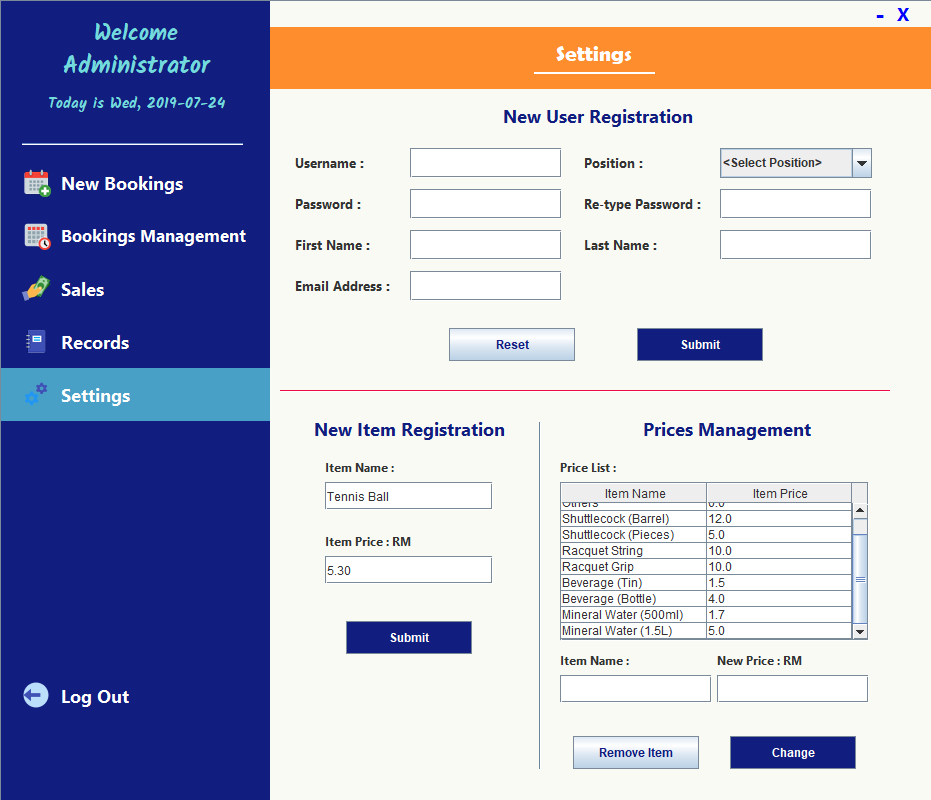 - X
Welcome
Administrator
Today is Wed, 2019-07-24
New Bookings
Bookings Management
Sales
Records
Settings
Log Out
Settings
New User Registration
Username :
Position :
<Select Position>
Password :
Re-type Password :
First Name :
Last Name :
Email Address :
Reset
Submit
New Item Registration
Item Name :
Tennis Ball
Item Price : RM
5.30
Submit
Prices Management
Price List :
Item Name Item Price
Others 0.0
Shuttlecock (Barrel) 12.0
Shuttlecock (Pieces) 5.0
Racquet String 10.0
Racquet Grip 10.0
Beverage (Tin) 1.5
Beverage (Bottle) 4.0
Mineral Water (500ml) 1.7
Mineral Water (1.5L) 5.0
Item Name :
New Price : RM
Remove Item
Change